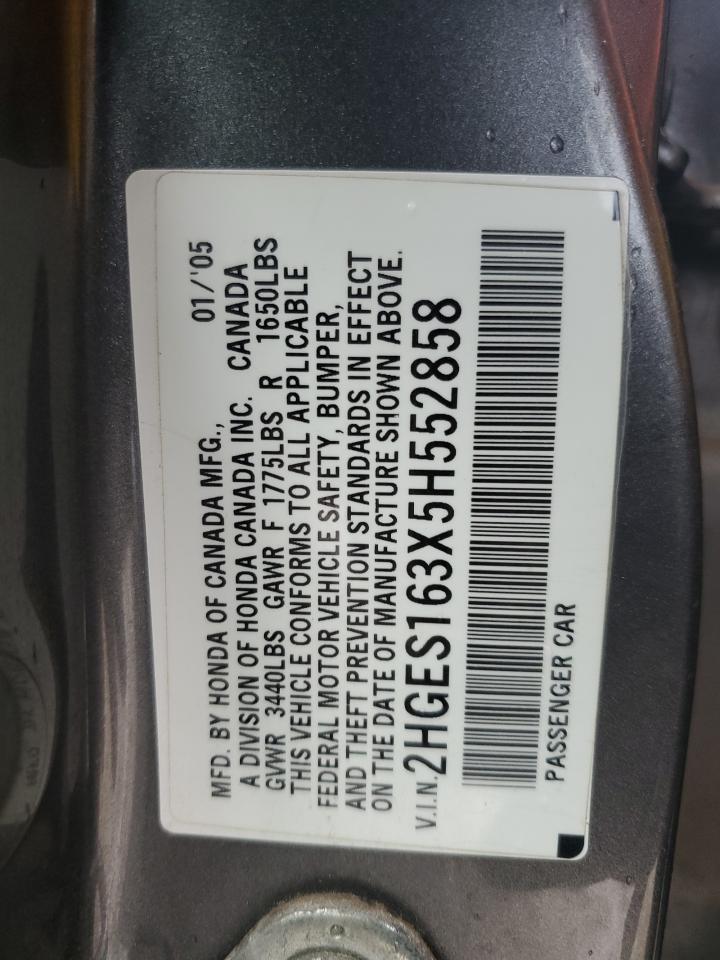 MFD. BY HONDA OF CANADA MFG., 01/'05
A DIVISION OF HONDA CANADA INC. CANADA
GVWR 3440LBS GAWR F 1775LBS R 1650LBS
THIS VEHICLE CONFORMS TO ALL APPLICABLE
FEDERAL MOTOR VEHICLE SAFETY, BUMPER,
AND THEFT PREVENTION STANDARDS IN EFFECT
ON THE DATE OF MANUFACTURE SHOWN ABOVE.
V.I.N. 2HGES163X5H552858
PASSENGER CAR